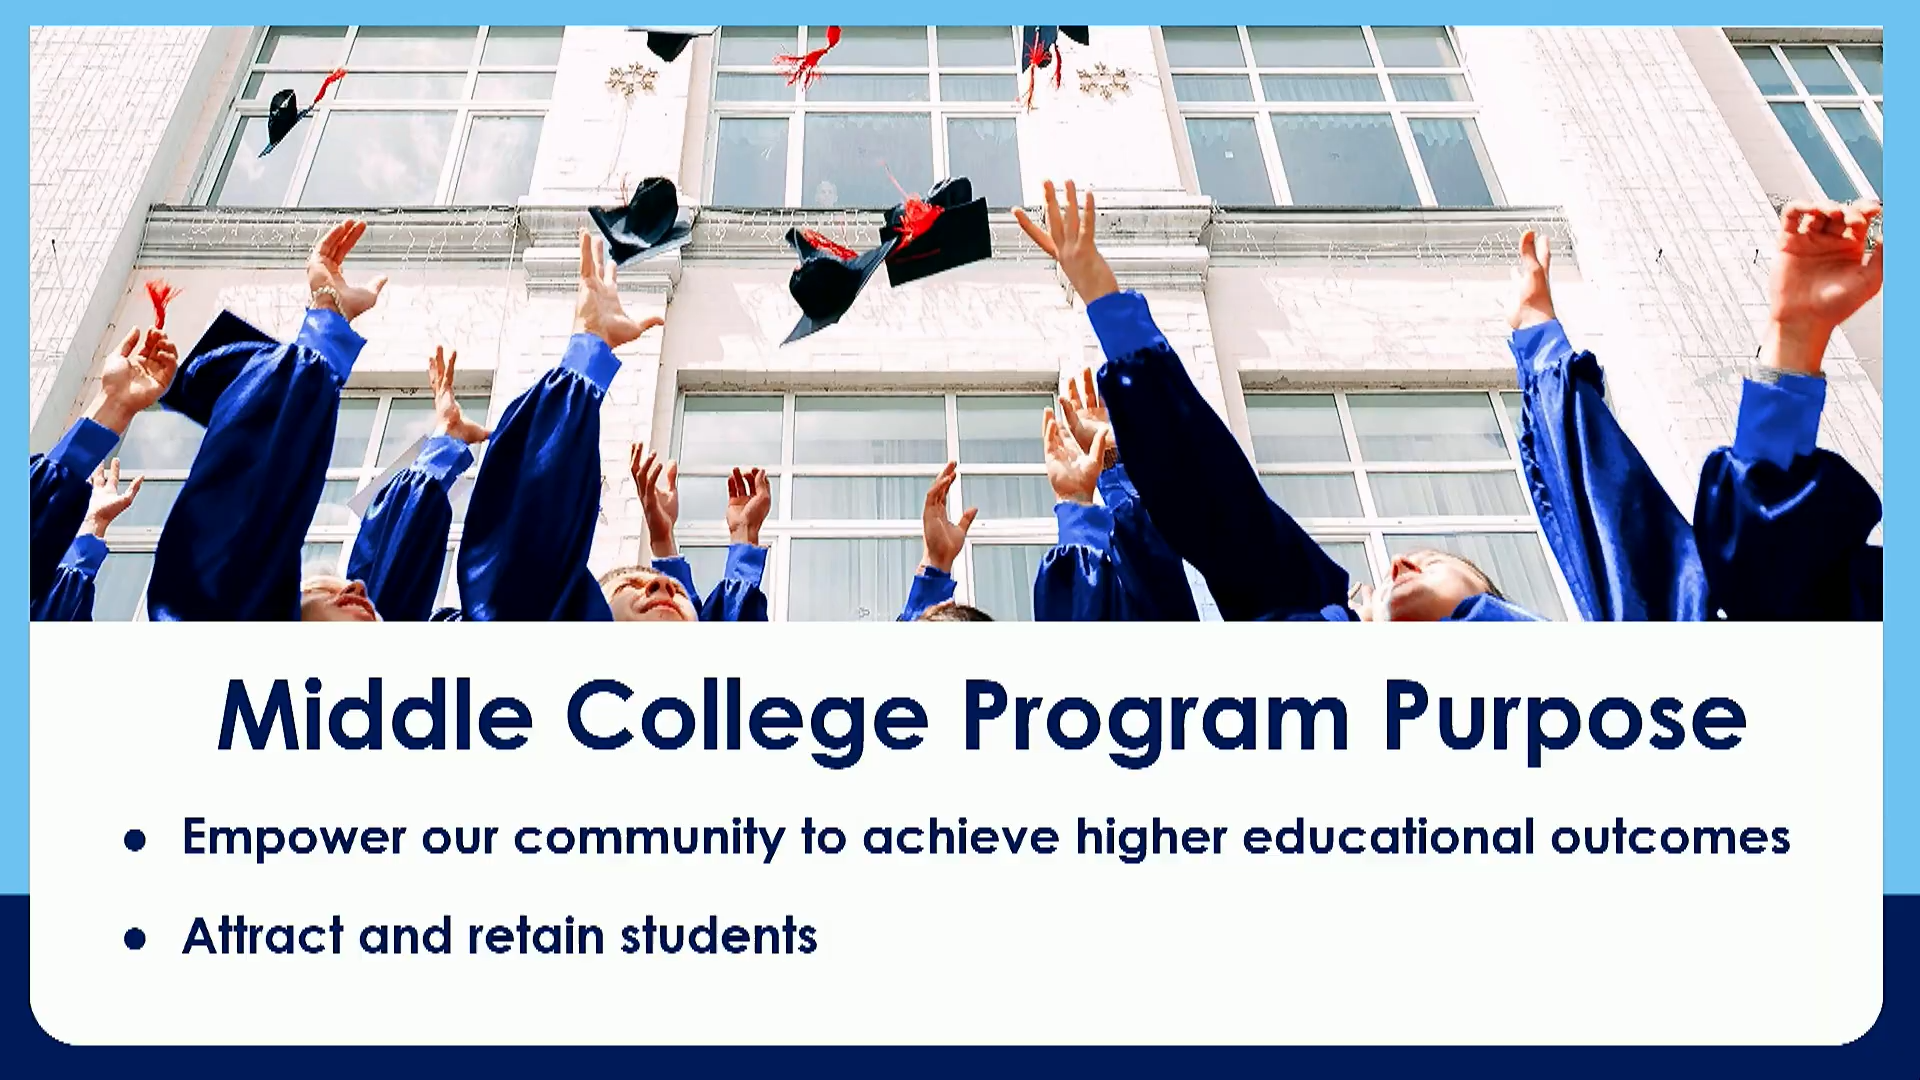 Middle College Program Purpose
● Empower our community to achieve higher educational outcomes
● Attract and retain students